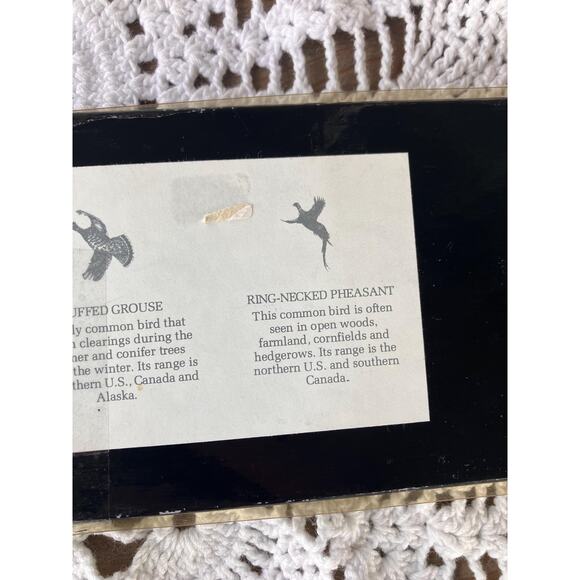 UFFED GROUSE
ly common bird that
n clearings during the
ner and conifer trees
the winter. Its range is
thern U.S., Canada and
Alaska.
RING-NECKED PHEASANT
This common bird is often
seen in open woods,
farmland, cornfields and
hedgerows. Its range is the
northern U.S. and southern
Canada.